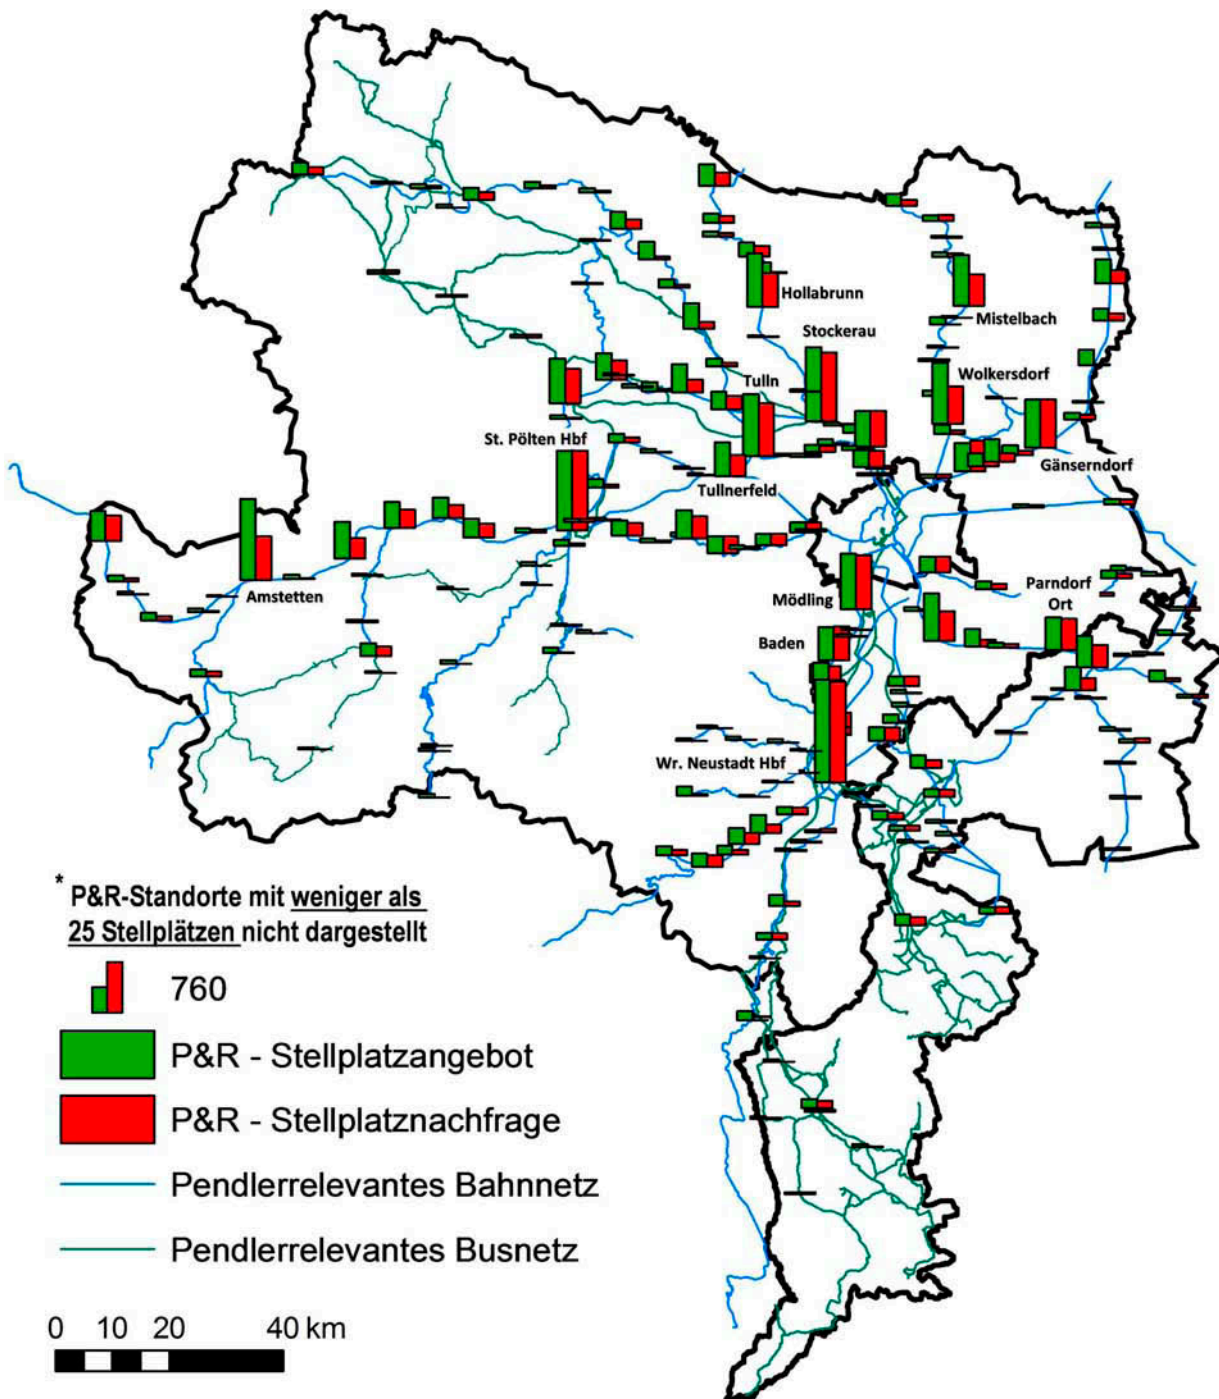 Hollabrunn
Mistelbach
Stockerau
Wolkersdorf
Tulln
St. Pölten Hbf
Gänserndorf
Tullnerfeld
Amstetten
Mödling
Parndorf
Ort
Baden
Wr. Neustadt Hbf
* P&R-Standorte mit weniger als
25 Stellplätzen nicht dargestellt
760
P&R - Stellplatzangebot
P&R - Stellplatznachfrage
Pendlerrelevantes Bahnnetz
Pendlerrelevantes Busnetz
0 10 20 40 km